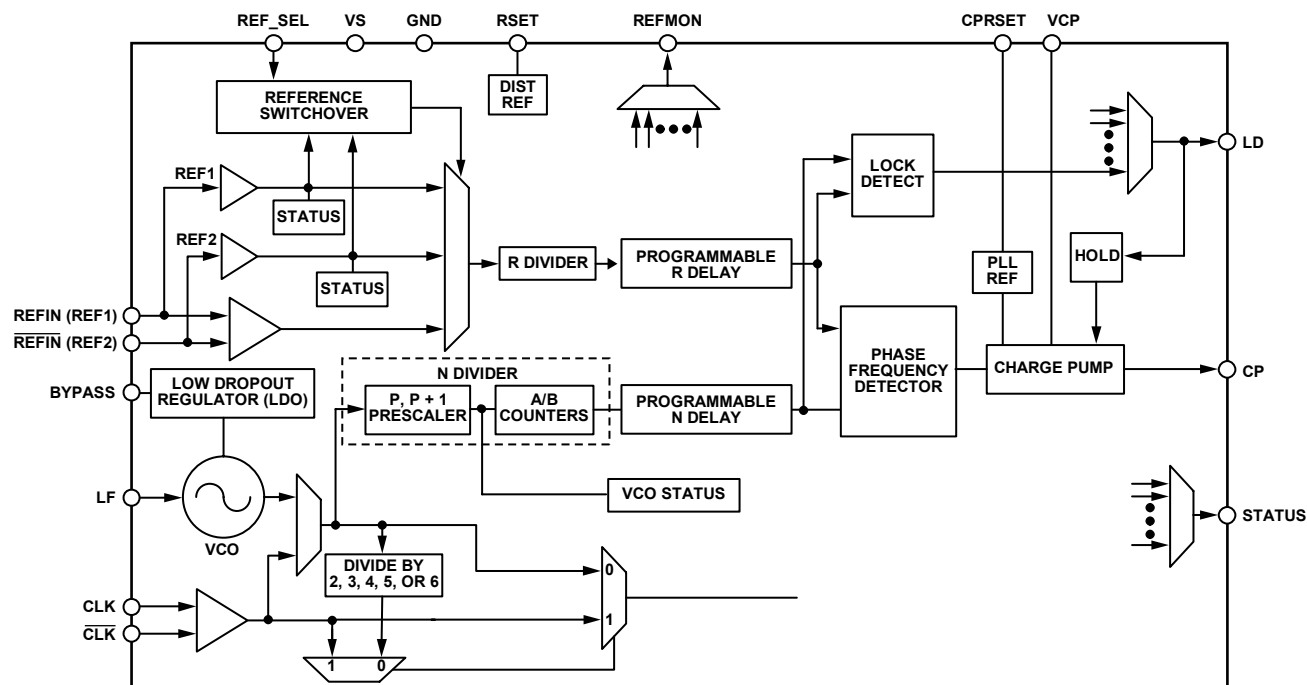 REF_SEL VS GND RSET REFMON CPRSET VCP
REFERENCE
SWITCHOVER
DIST
REF
LD
LOCK
DETECT
REF1
STATUS
REF2
STATUS
R DIVIDER
PROGRAMMABLE
R DELAY
PLL
REF
HOLD
REFIN (REF1)
REFIN (REF2)
PHASE
FREQUENCY
DETECTOR
CHARGE PUMP
CP
BYPASS
LOW DROPOUT
REGULATOR (LDO)
N DIVIDER
P, P + 1
PRESCALER
A/B
COUNTERS
PROGRAMMABLE
N DELAY
LF
VCO
VCO STATUS
STATUS
DIVIDE BY
2, 3, 4, 5, OR 6
0
1
CLK
CLK
1 0